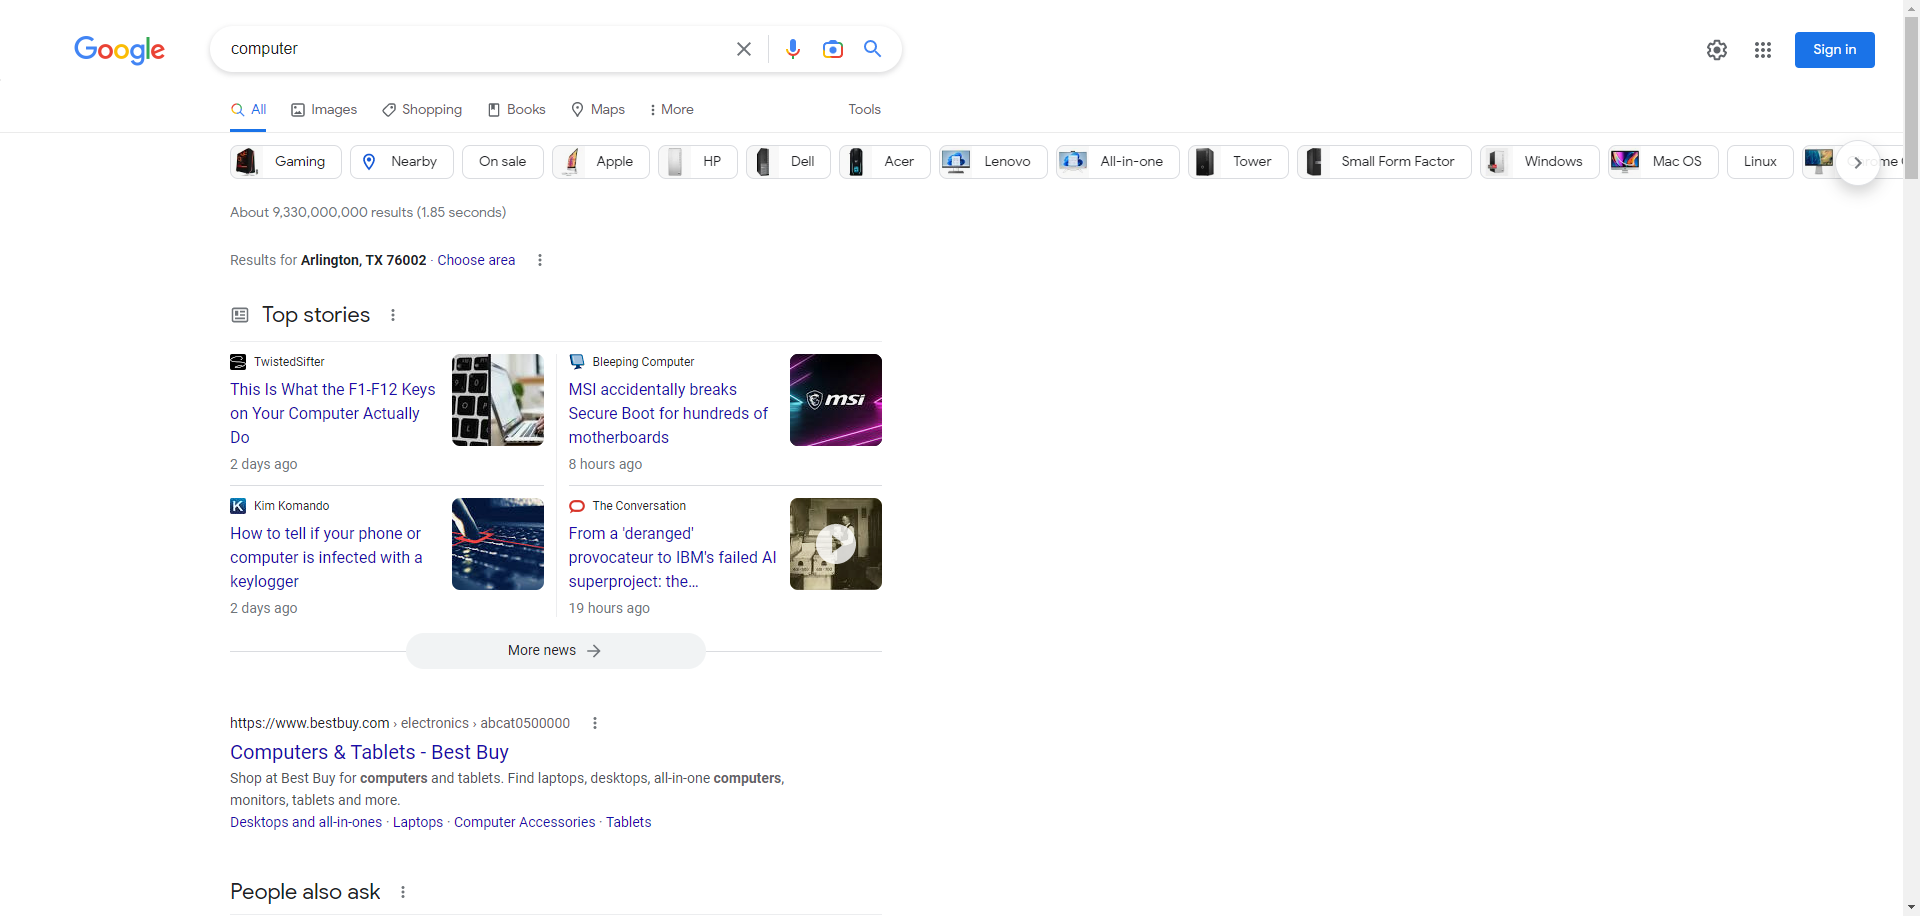 Google
computer
Sign in
All
Images
Shopping
Books
Maps
More
Tools
Gaming
Nearby
On sale
Apple
HP
Dell
Acer
Lenovo
All-in-one
Tower
Small Form Factor
Windows
Mac OS
Linux
About 9,330,000,000 results (1.85 seconds)
Results for Arlington, TX 76002 · Choose area
Top stories
TwistedSifter
This Is What the F1-F12 Keys
on Your Computer Actually
Do
2 days ago
Bleeping Computer
MSI accidentally breaks
Secure Boot for hundreds of
motherboards
8 hours ago
msi
Kim Komando
How to tell if your phone or
computer is infected with a
keylogger
2 days ago
The Conversation
From a 'deranged'
provocateur to IBM's failed AI
superproject: the...
19 hours ago
More news
https://www.bestbuy.com › electronics › abcat0500000
Computers & Tablets - Best Buy
Shop at Best Buy for computers and tablets. Find laptops, desktops, all-in-one computers,
monitors, tablets and more.
Desktops and all-in-ones · Laptops · Computer Accessories · Tablets
People also ask